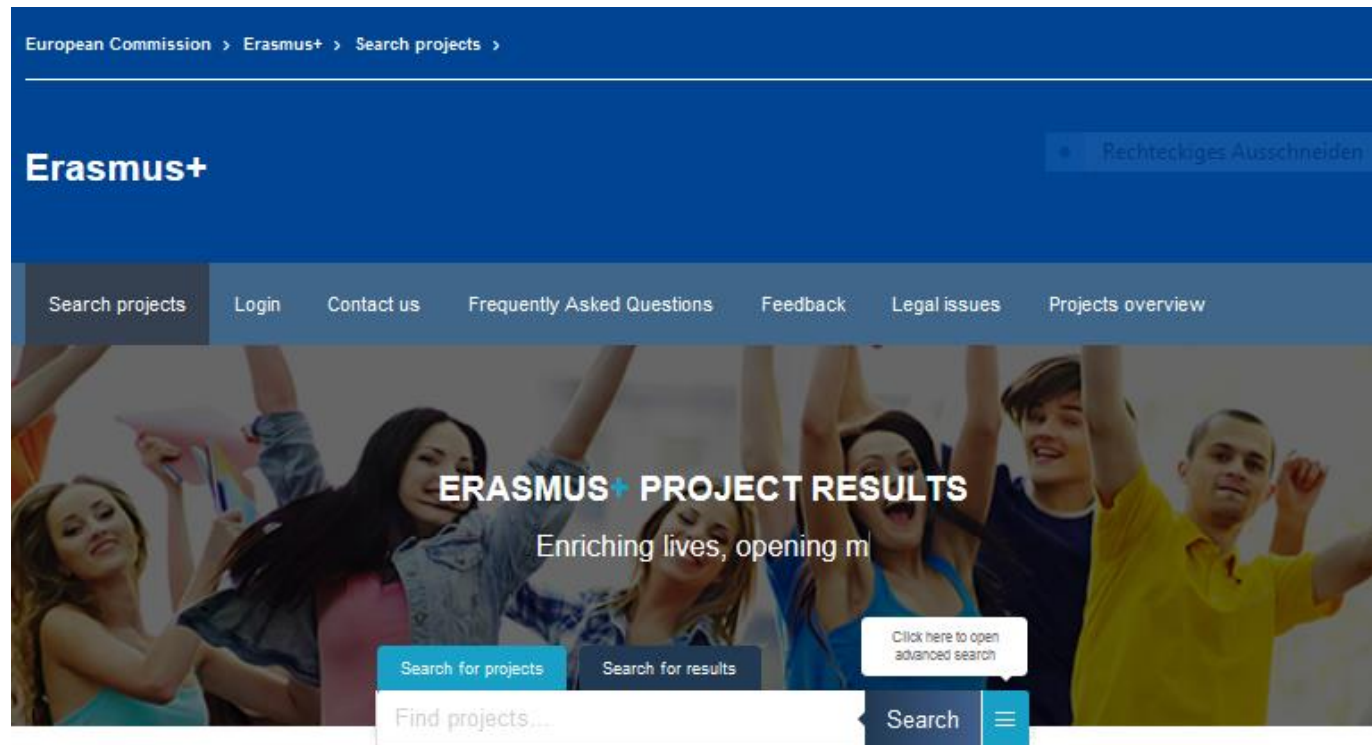 European Commission > Erasmus+ > Search projects >
Erasmus+
Rechteckiges Ausschneiden
Search projects Login Contact us Frequently Asked Questions Feedback Legal issues Projects overview
ERASMUS+ PROJECT RESULTS
Enriching lives, opening m
Click here to open
advanced search
Search for projects Search for results
Find projects... Search